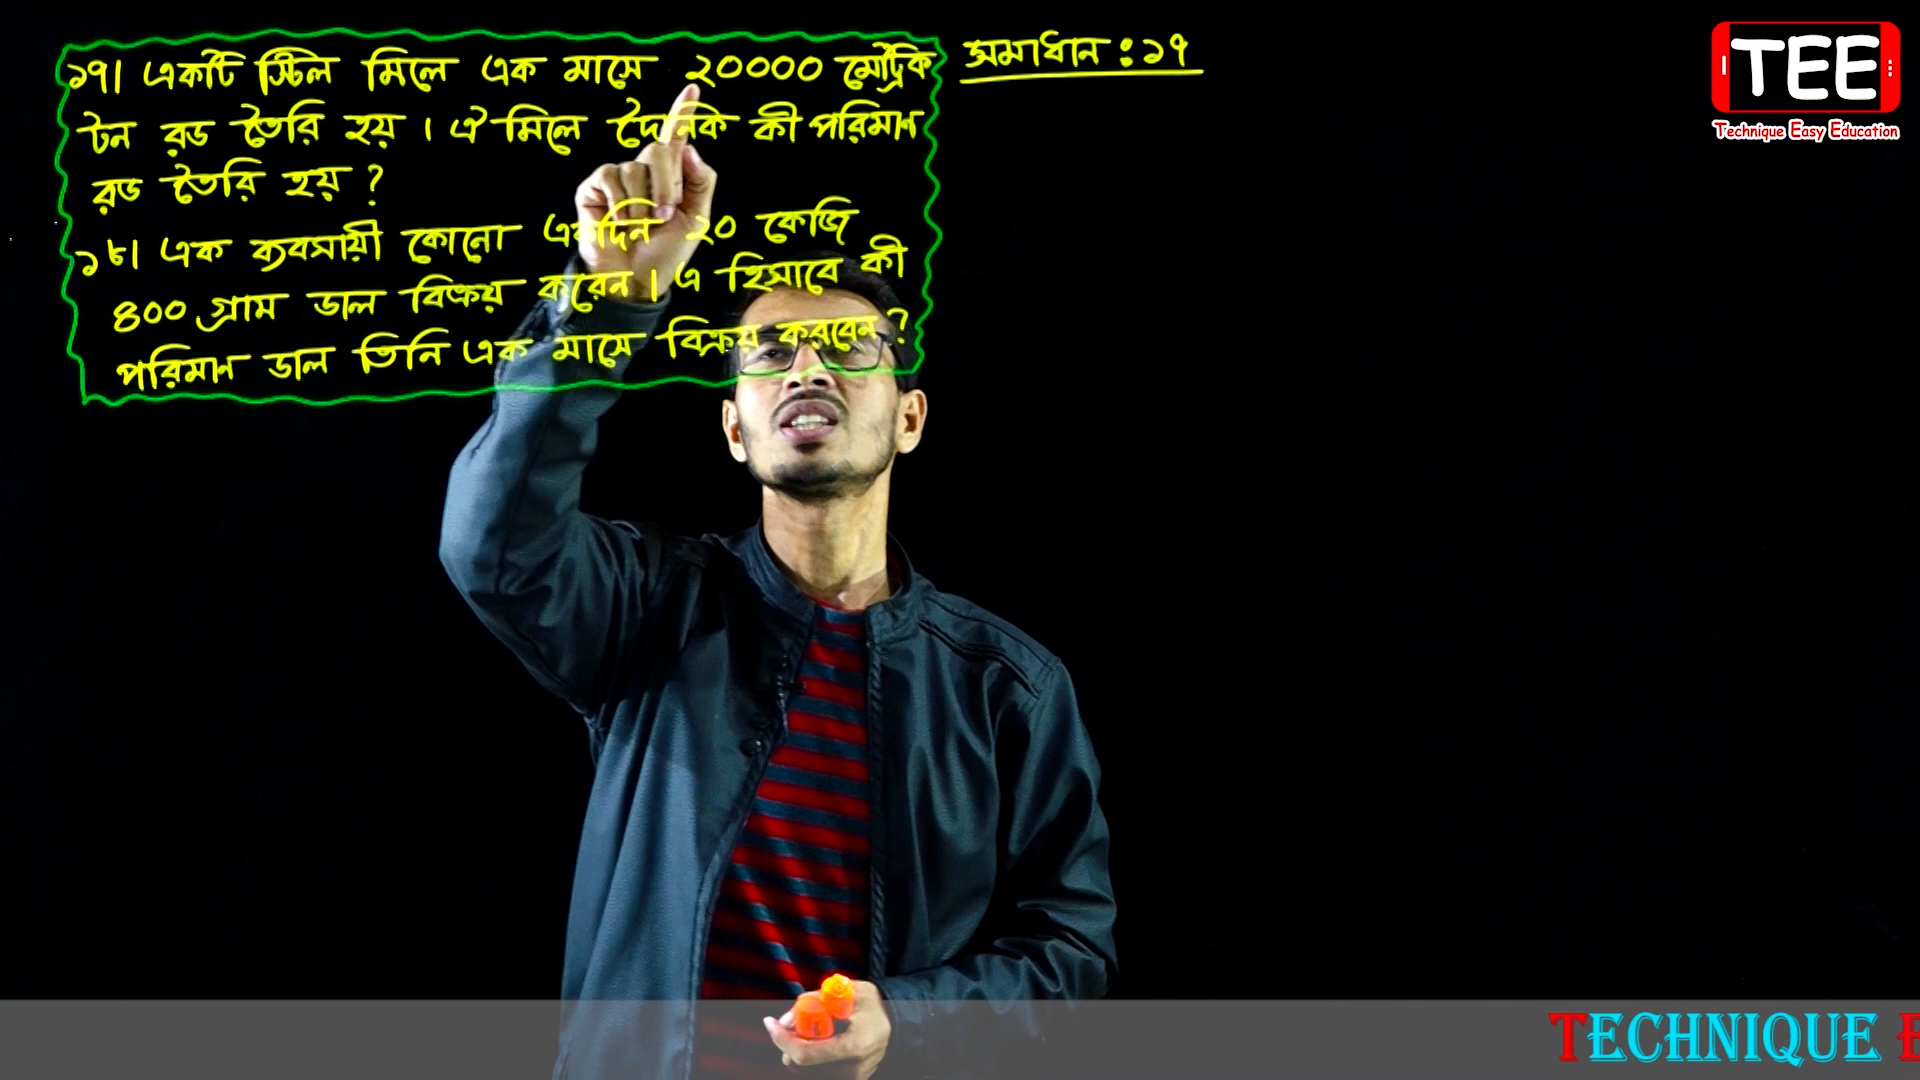 ১৭। একটি স্টিল মিলে এক মাসে ২০০০০ মেট্রিক
টন রড তৈরি হয়। ঐ মিলে দৈনিক কী পরিমাণ
রড তৈরি হয়?
১৮। এক ব্যবসায়ী কোনো একদিন ২০ কেজি
৪০০ গ্রাম ডাল বিক্রয় করেন। এ হিসাবে কী
পরিমাণ ডাল তিনি এক মাসে বিক্রয় করবেন?
সমাধান : ১৭
TEE
Technique Easy Education
TECHNIQUE E